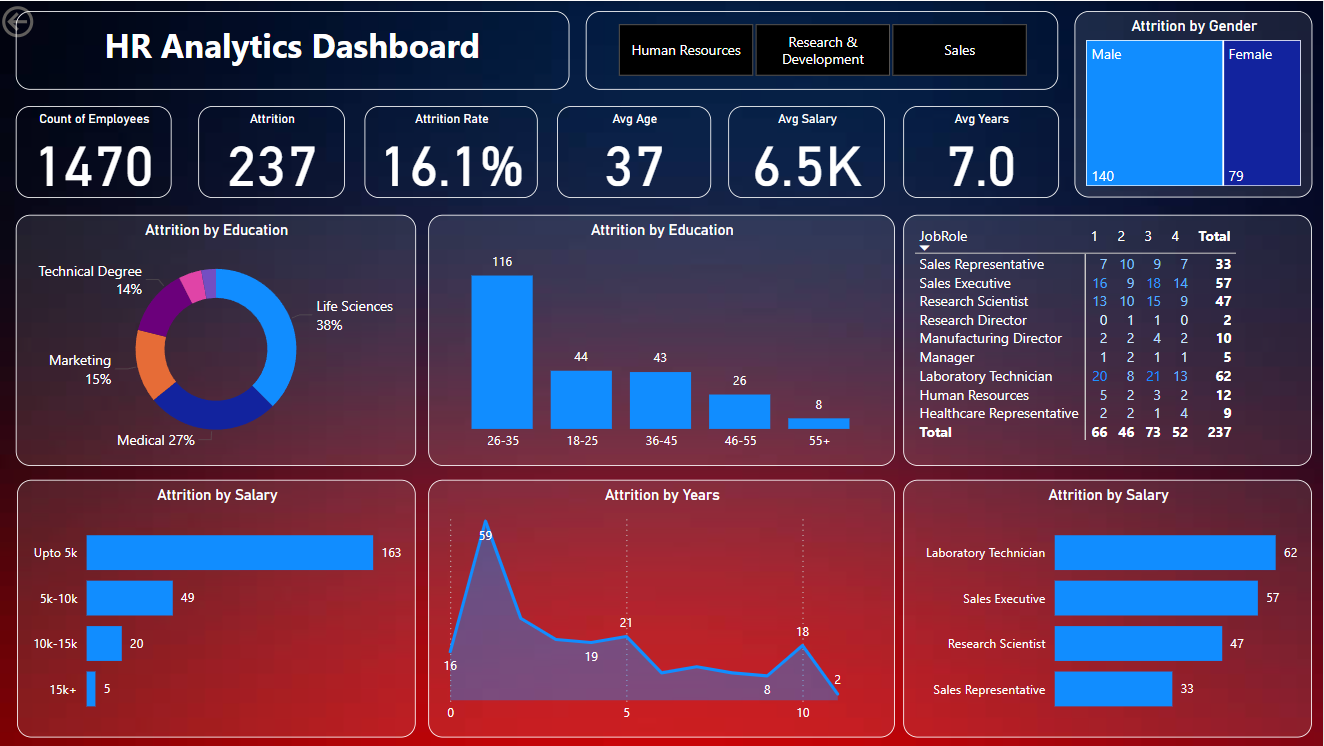 HR Analytics Dashboard
Human Resources
Research &
Development
Sales
Attrition by Gender
Male
Female
140
79
Count of Employees
1470
Attrition
237
Attrition Rate
16.1%
Avg Age
37
Avg Salary
6.5K
Avg Years
7.0
Attrition by Education
Technical Degree
14%
Life Sciences
38%
Marketing
15%
Medical 27%
Attrition by Education
116
44
43
26
8
26-35 18-25 36-45 46-55 55+
JobRole 1 2 3 4 Total
Sales Representative 7 10 9 7 33
Sales Executive 16 9 18 14 57
Research Scientist 13 10 15 9 47
Research Director 0 1 1 0 2
Manufacturing Director 2 2 4 2 10
Manager 1 2 1 1 5
Laboratory Technician 20 8 21 13 62
Human Resources 5 2 3 2 12
Healthcare Representative 2 2 1 4 9
Total 66 46 73 52 237
Attrition by Salary
Upto 5k 163
5k-10k 49
10k-15k 20
15k+ 5
Attrition by Years
59
21
18
16
19
8
2
0 5 10
Attrition by Salary
Laboratory Technician 62
Sales Executive 57
Research Scientist 47
Sales Representative 33